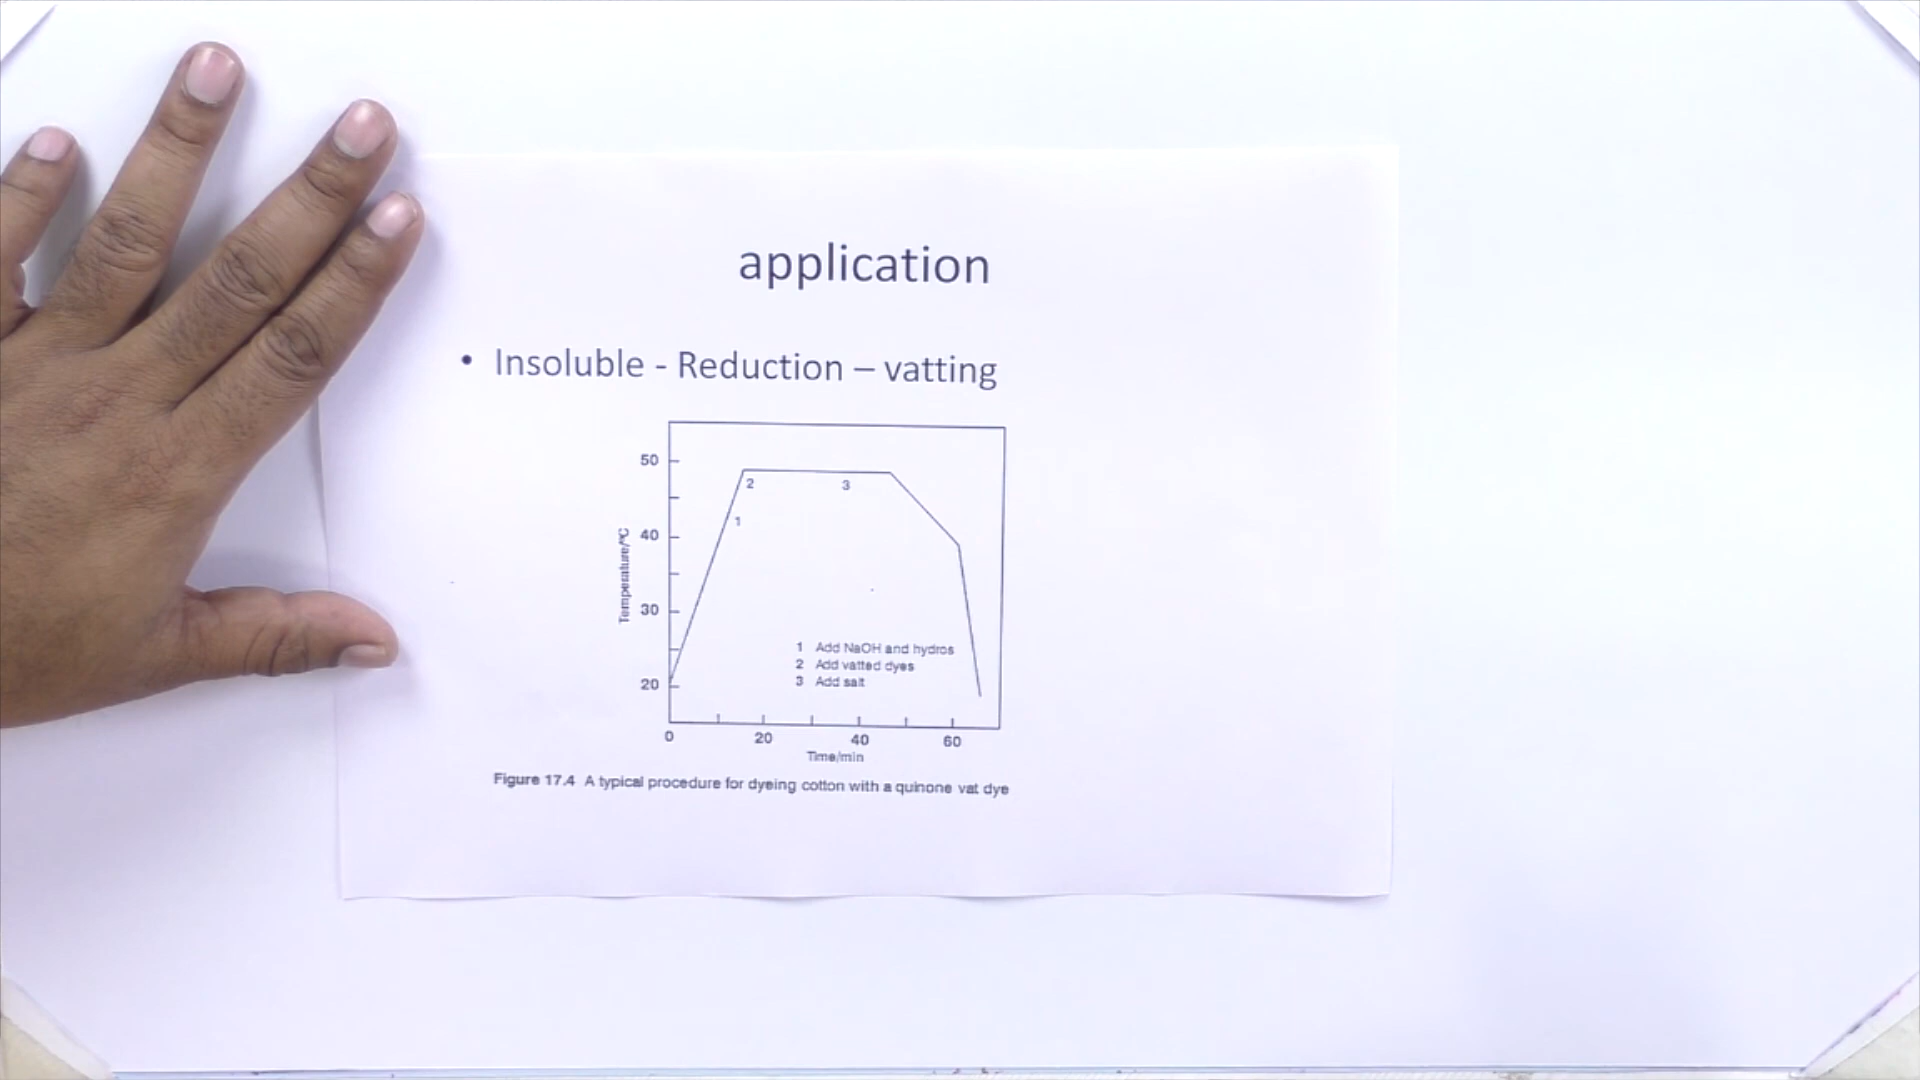 application
• Insoluble - Reduction – vatting
50
40
30
20
Temperature/°C
2
3
1
1 Add NaOH and hydros
2 Add vatted dyes
3 Add salt
0 20 40 60
Time/min
Figure 17.4 A typical procedure for dyeing cotton with a quinone vat dye